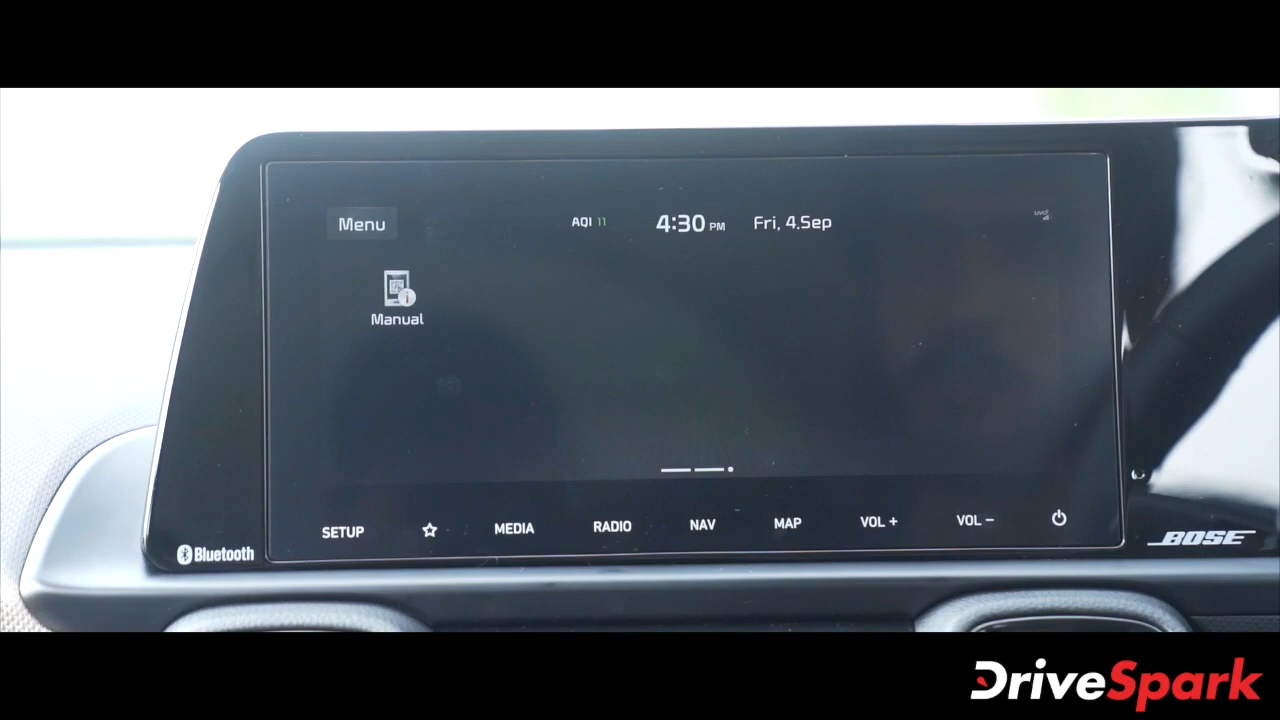 Menu
AQI 11
4:30 PM
Fri, 4.Sep
UVO
Manual
SETUP
MEDIA
RADIO
NAV
MAP
VOL +
VOL −
Bluetooth
BOSE
DriveSpark